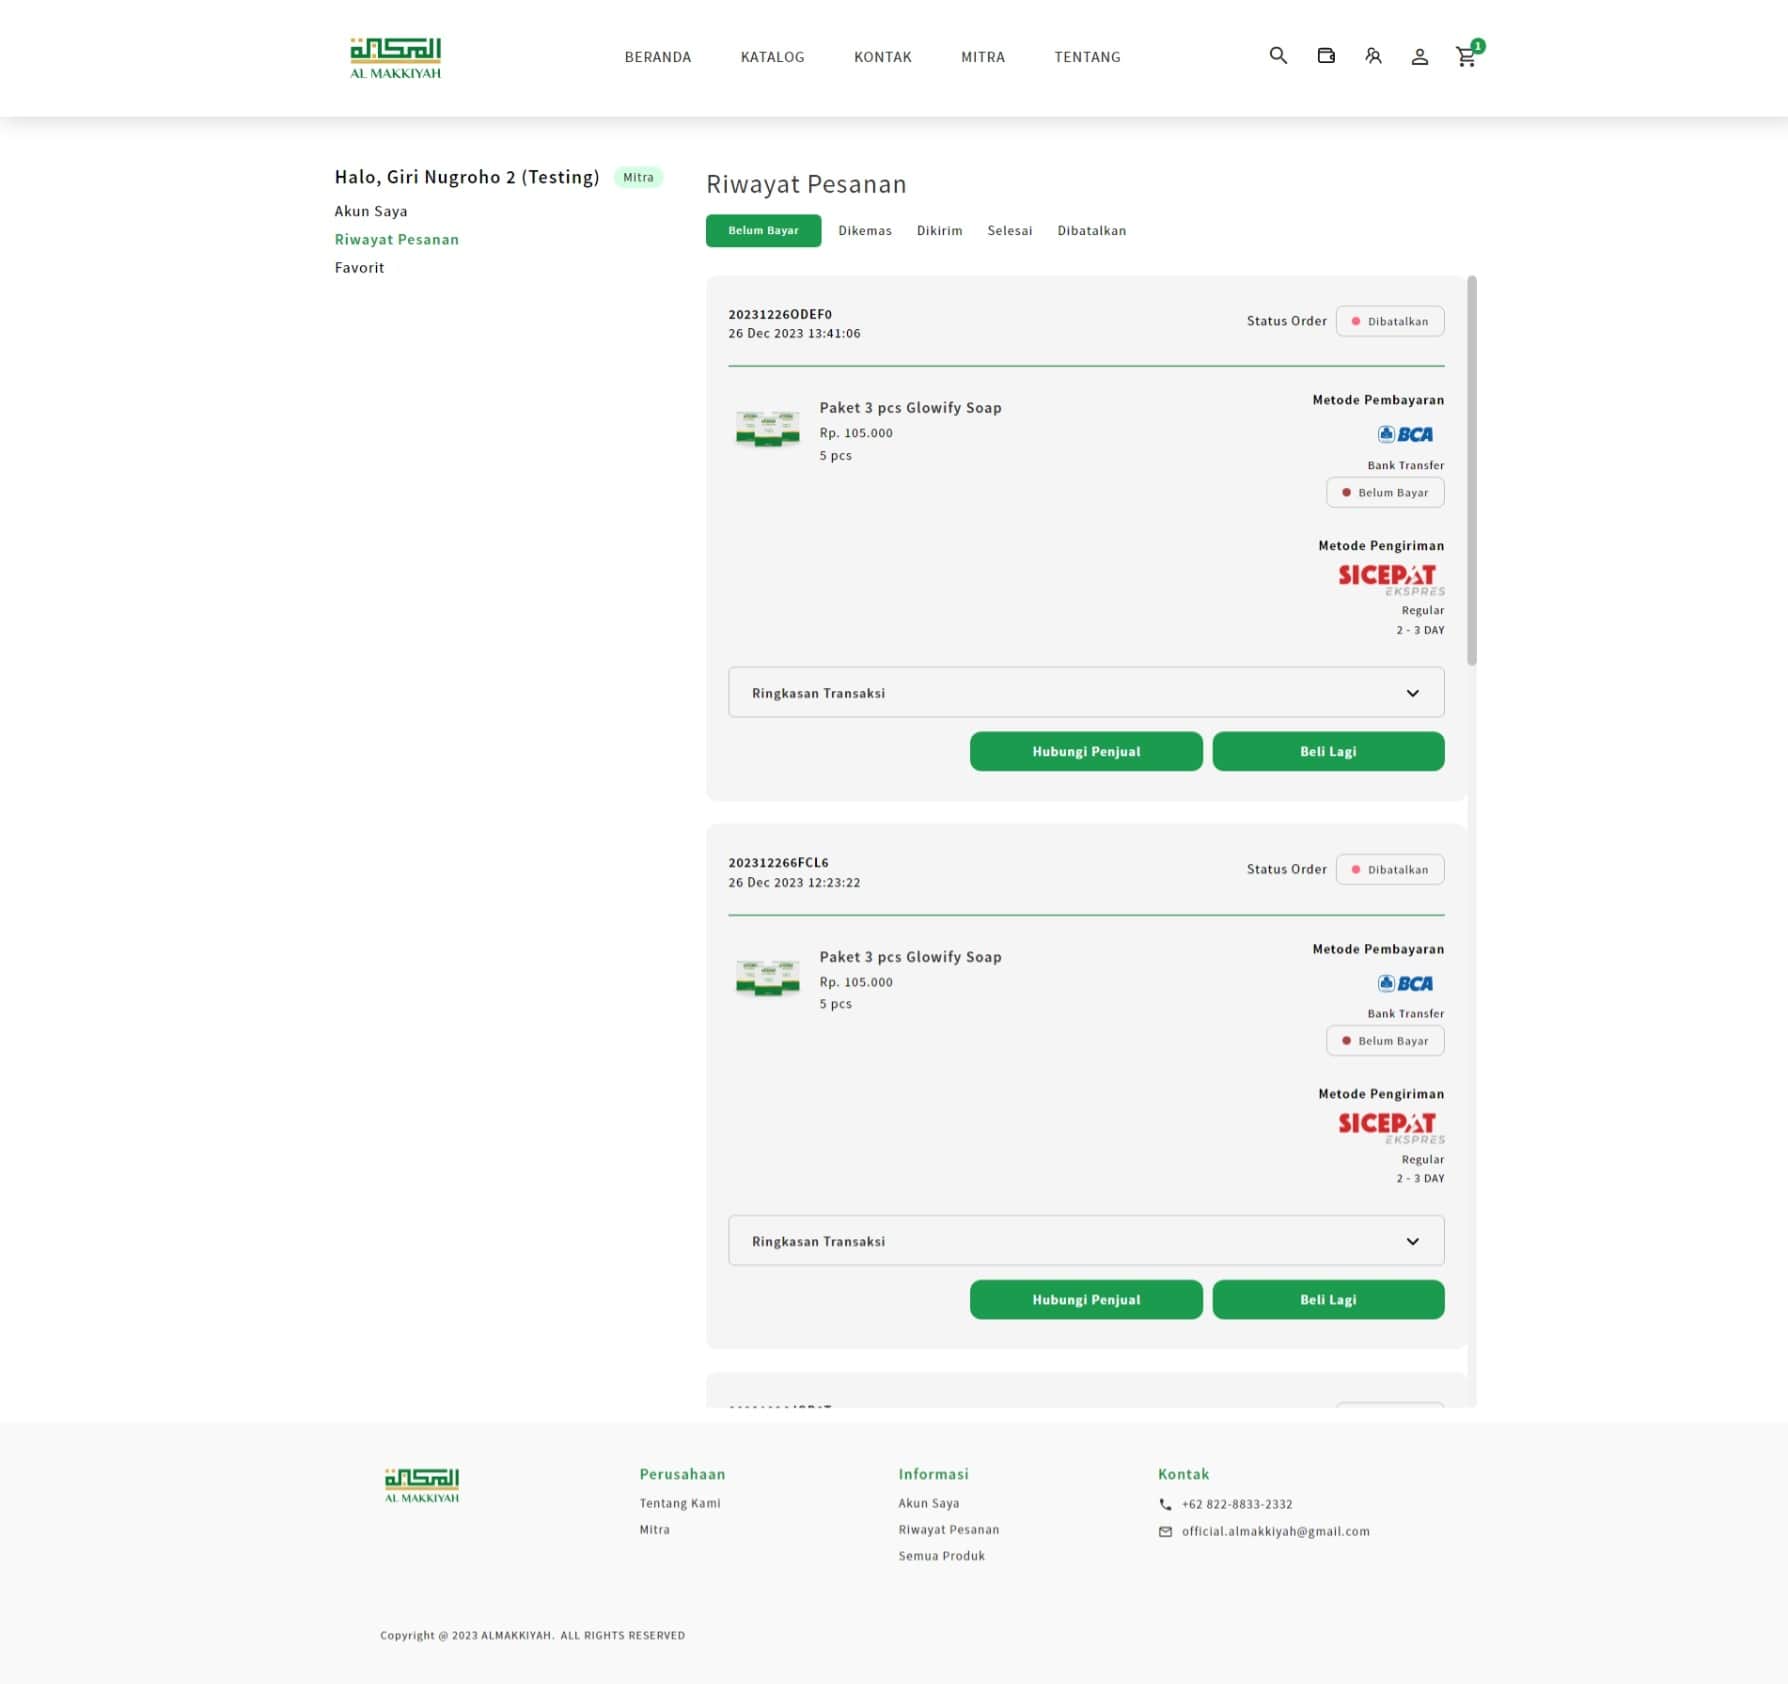 المكية
AL MAKKIYAH
BERANDA
KATALOG
KONTAK
MITRA
TENTANG
1
Halo, Giri Nugroho 2 (Testing)
Mitra
Akun Saya
Riwayat Pesanan
Favorit
Riwayat Pesanan
Belum Bayar
Dikemas
Dikirim
Selesai
Dibatalkan
20231226ODEF0
26 Dec 2023 13:41:06
Status Order
Dibatalkan
Paket 3 pcs Glowify Soap
Rp. 105.000
5 pcs
Metode Pembayaran
BCA
Bank Transfer
Belum Bayar
Metode Pengiriman
SICEPAT
EKSPRES
Regular
2 - 3 DAY
Ringkasan Transaksi
Hubungi Penjual
Beli Lagi
202312266FCL6
26 Dec 2023 12:23:22
Status Order
Dibatalkan
Paket 3 pcs Glowify Soap
Rp. 105.000
5 pcs
Metode Pembayaran
BCA
Bank Transfer
Belum Bayar
Metode Pengiriman
SICEPAT
EKSPRES
Regular
2 - 3 DAY
Ringkasan Transaksi
Hubungi Penjual
Beli Lagi
المكية
AL MAKKIYAH
Perusahaan
Tentang Kami
Mitra
Informasi
Akun Saya
Riwayat Pesanan
Semua Produk
Kontak
+62 822-8833-2332
official.almakkiyah@gmail.com
Copyright @ 2023 ALMAKKIYAH. ALL RIGHTS RESERVED